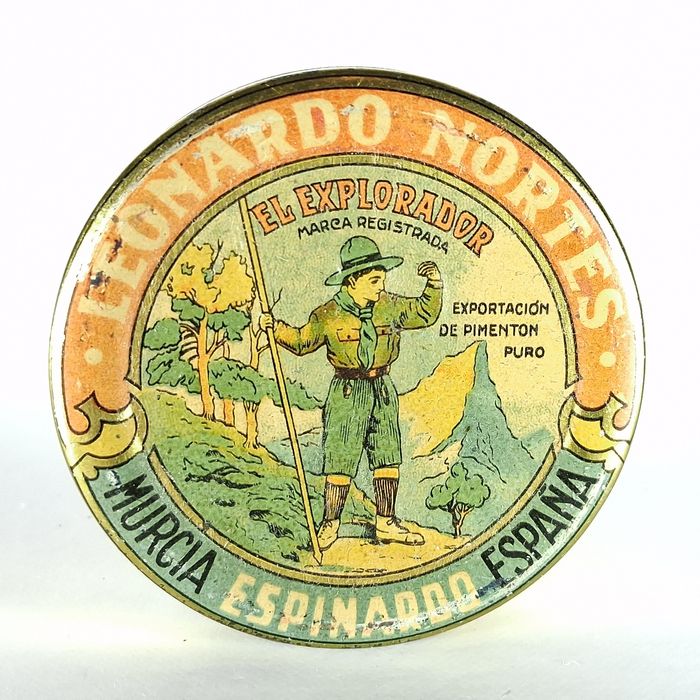 · LEONARDO NORTES ·
EL EXPLORADOR
MARCA REGISTRADA
EXPORTACIÓN
DE PIMENTON
PURO
MURCIA ESPINARDO ESPAÑA